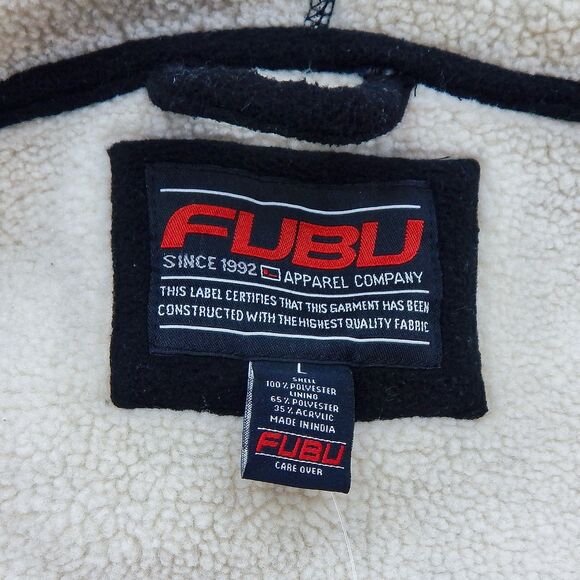 FUBU
SINCE 1992 APPAREL COMPANY
THIS LABEL CERTIFIES THAT THIS GARMENT HAS BEEN
CONSTRUCTED WITH THE HIGHEST QUALITY FABRIC
L
SHELL
100% POLYESTER
LINING
65% POLYESTER
35% ACRYLIC
MADE IN INDIA
FUBU
CARE OVER